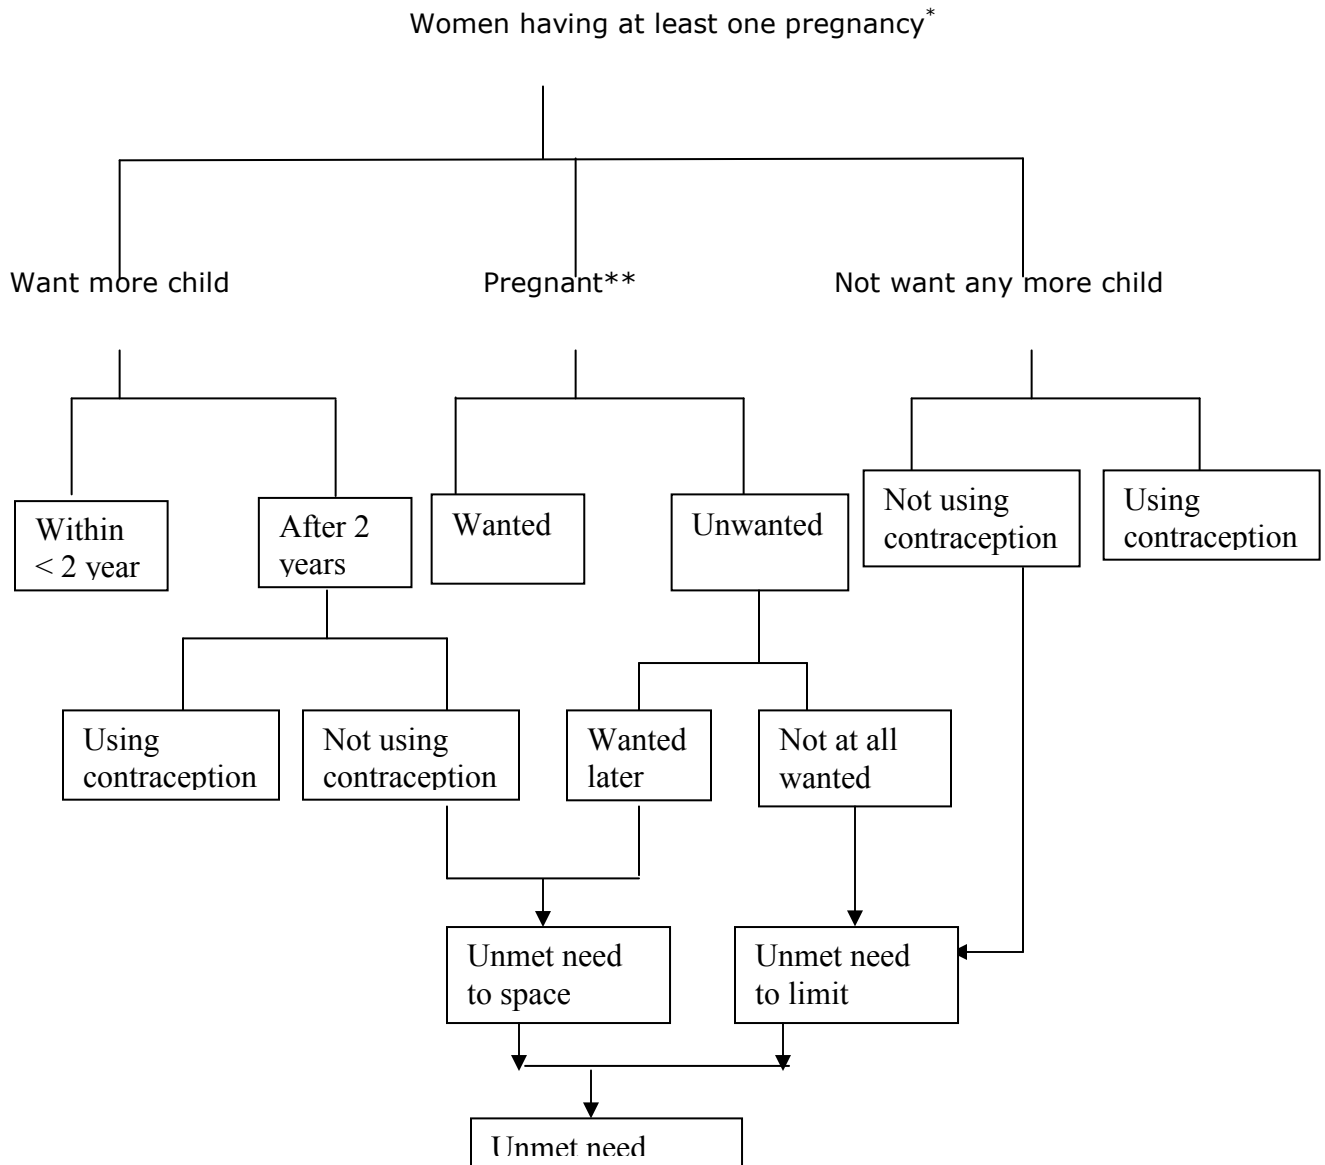 Women having at least one pregnancy*
Want more child
Pregnant**
Not want any more child
Within
< 2 year
After 2
years
Wanted
Unwanted
Not using
contraception
Using
contraception
Using
contraception
Not using
contraception
Wanted
later
Not at all
wanted
Unmet need
to space
Unmet need
to limit
Unmet need